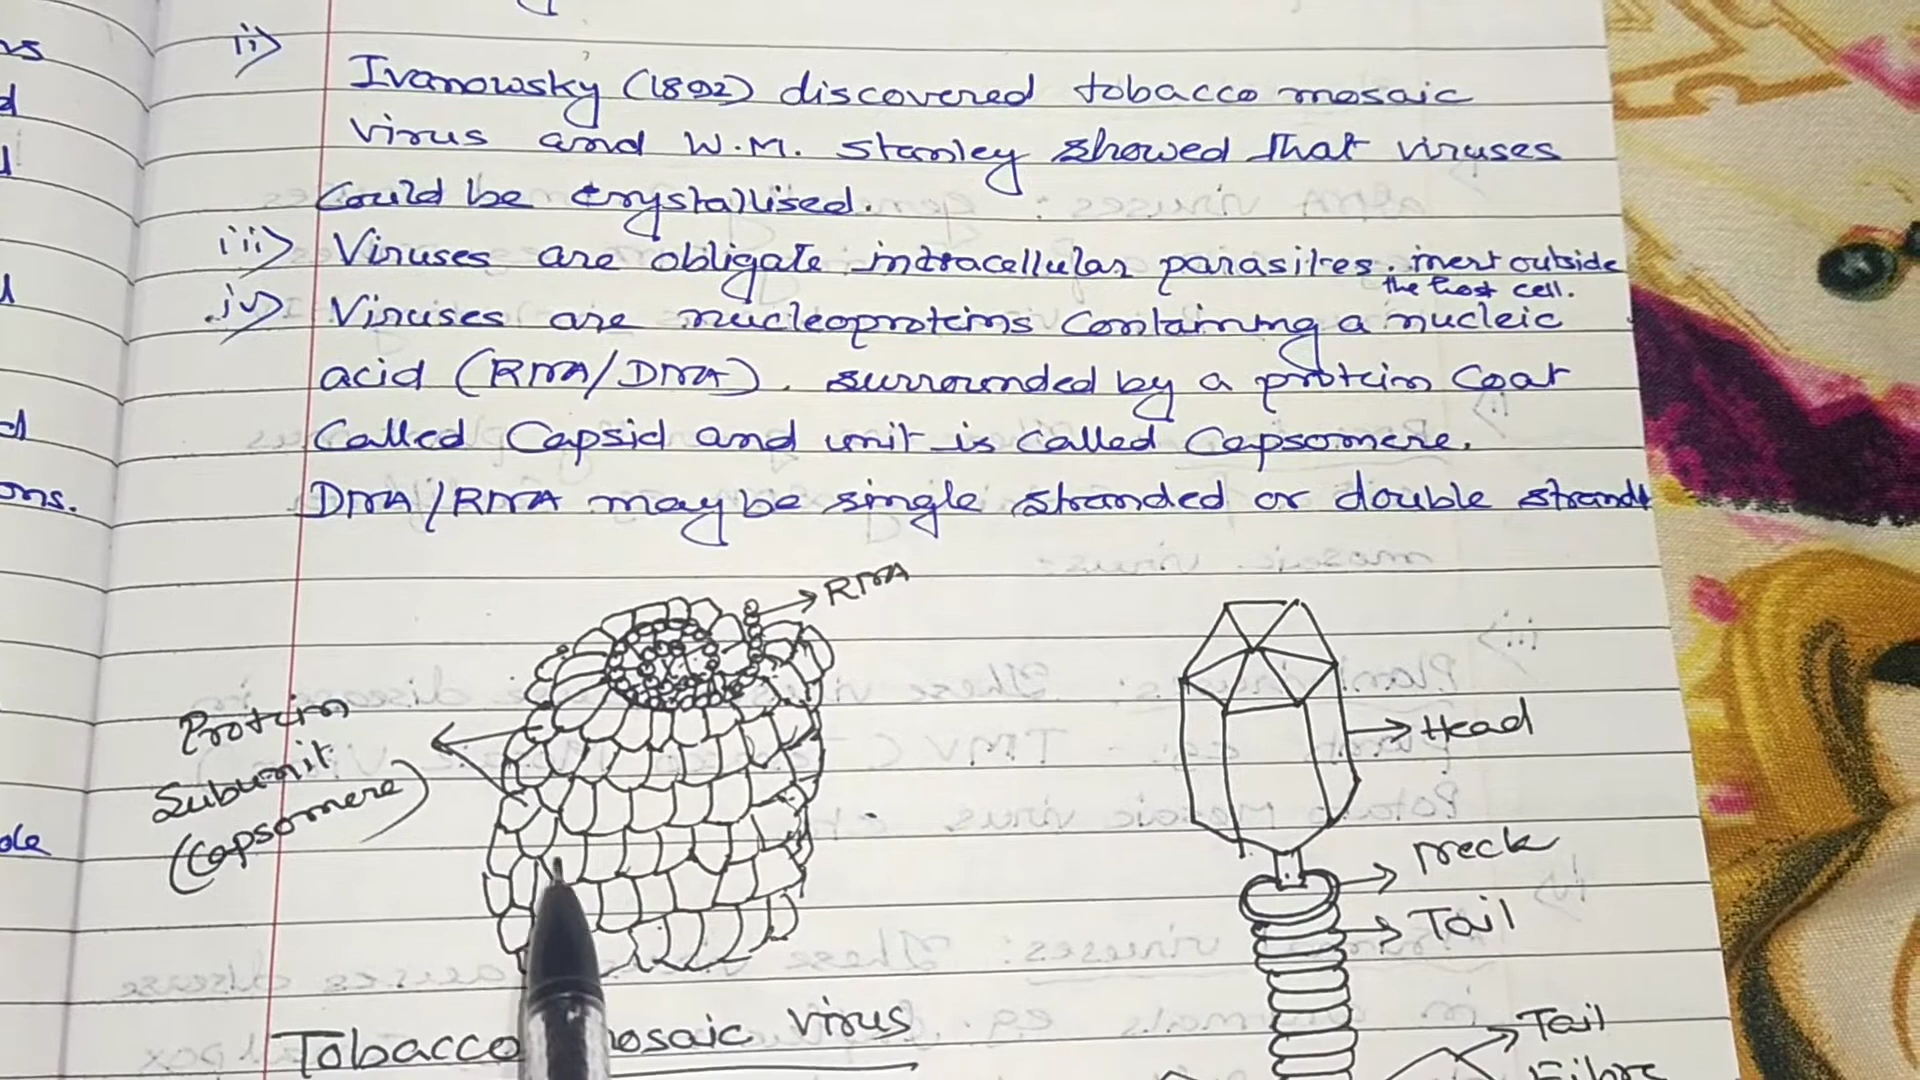 ii)
Ivanowsky (1892) discovered tobacco mosaic
virus and W.M. Stanley showed that viruses
could be crystallised.
iii) Viruses are obligate intracellular parasites. inert outside
the host cell.
iv) Viruses are nucleoproteins containing a nucleic
acid (RNA/DNA). surrounded by a protein coat
called Capsid and unit is called Capsomere.
DNA/RNA may be single stranded or double strand
RNA
Protein
Subunit
(Capsomere)
Head
Neck
Tail
Tobacco mosaic virus
Tail
Fibre
ons.